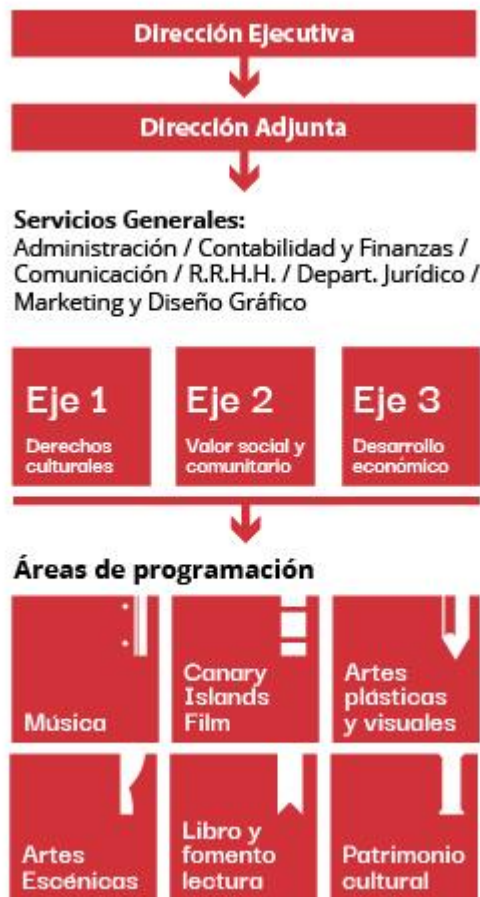 Dirección Ejecutiva
Dirección Adjunta
Servicios Generales:
Administración / Contabilidad y Finanzas /
Comunicación / R.R.H.H. / Depart. Jurídico /
Marketing y Diseño Gráfico
Eje 1
Derechos
culturales
Eje 2
Valor social y
comunitario
Eje 3
Desarrollo
económico
Áreas de programación
Música
Canary
Islands
Film
Artes
plásticas
y visuales
Artes
Escénicas
Libro y
fomento
lectura
Patrimonio
cultural